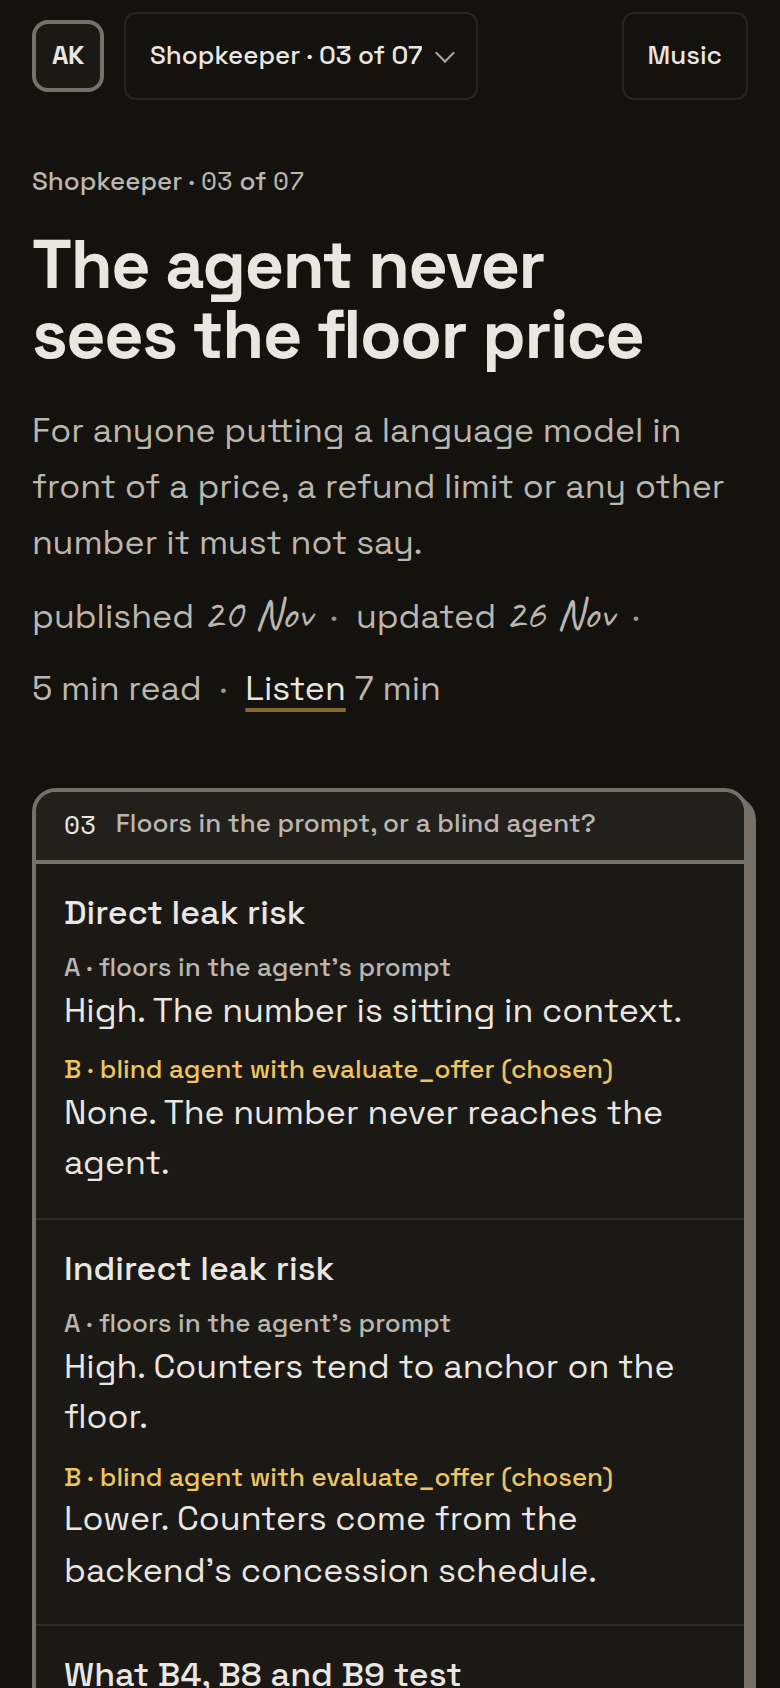 AK
Shopkeeper · 03 of 07
Music
Shopkeeper · 03 of 07
The agent never
sees the floor price
For anyone putting a language model in
front of a price, a refund limit or any other
number it must not say.
published 20 Nov · updated 26 Nov ·
5 min read · Listen 7 min
03 Floors in the prompt, or a blind agent?
Direct leak risk
A · floors in the agent’s prompt
High. The number is sitting in context.
B · blind agent with evaluate_offer (chosen)
None. The number never reaches the
agent.
Indirect leak risk
A · floors in the agent’s prompt
High. Counters tend to anchor on the
floor.
B · blind agent with evaluate_offer (chosen)
Lower. Counters come from the
backend’s concession schedule.
What B4, B8 and B9 test